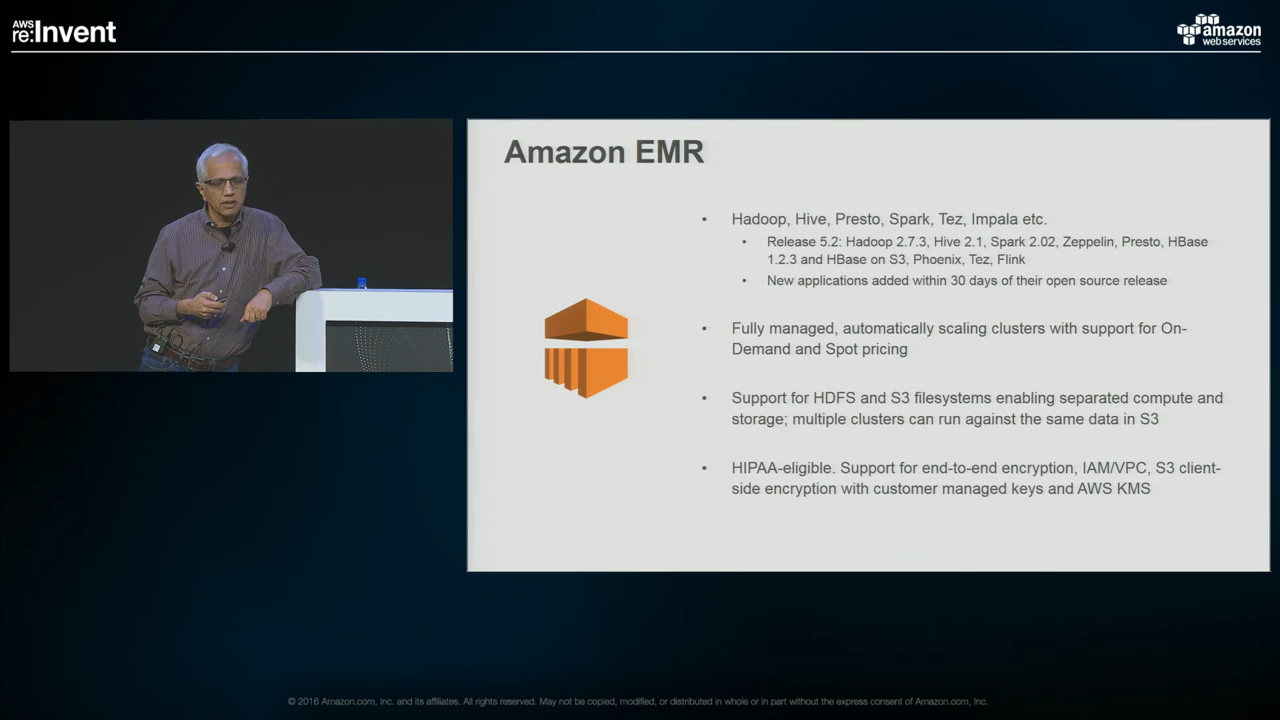 AWS
re:Invent
amazon
web services
Amazon EMR
• Hadoop, Hive, Presto, Spark, Tez, Impala etc.
• Release 5.2: Hadoop 2.7.3, Hive 2.1, Spark 2.02, Zeppelin, Presto, HBase
1.2.3 and HBase on S3, Phoenix, Tez, Flink
• New applications added within 30 days of their open source release
• Fully managed, automatically scaling clusters with support for On-
Demand and Spot pricing
• Support for HDFS and S3 filesystems enabling separated compute and
storage; multiple clusters can run against the same data in S3
• HIPAA-eligible. Support for end-to-end encryption, IAM/VPC, S3 client-
side encryption with customer managed keys and AWS KMS
© 2016 Amazon.com, Inc. and its affiliates. All rights reserved. May not be copied, modified, or distributed in whole or in part without the express consent of Amazon.com, Inc.